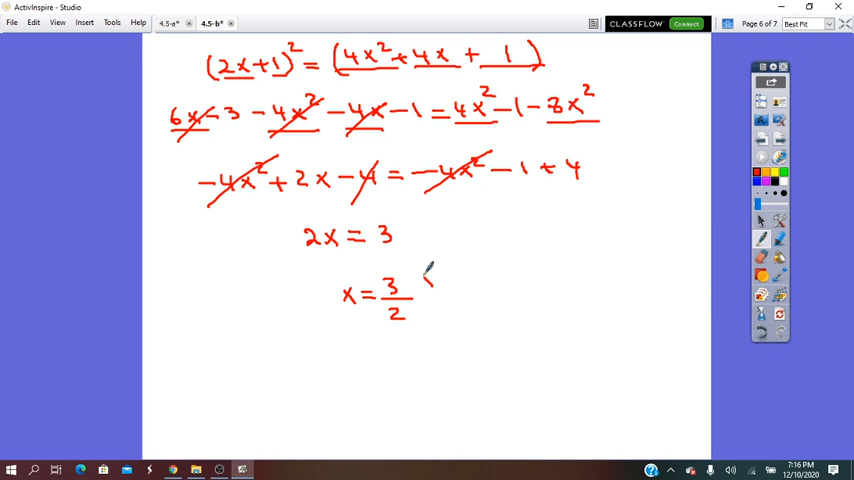 ActivInspire - Studio
File Edit View Insert Tools Help
4.5-a* 4.5-b*
CLASSFLOW Connect
Page 6 of 7 Best Fit
(2x+1)² = (4x²+4x+1)
6x-3-4x²-4x-1=4x²-1-8x²
-4x²+2x-4=-4x²-1+4
2x=3
x=3/2
7:16 PM
12/10/2020